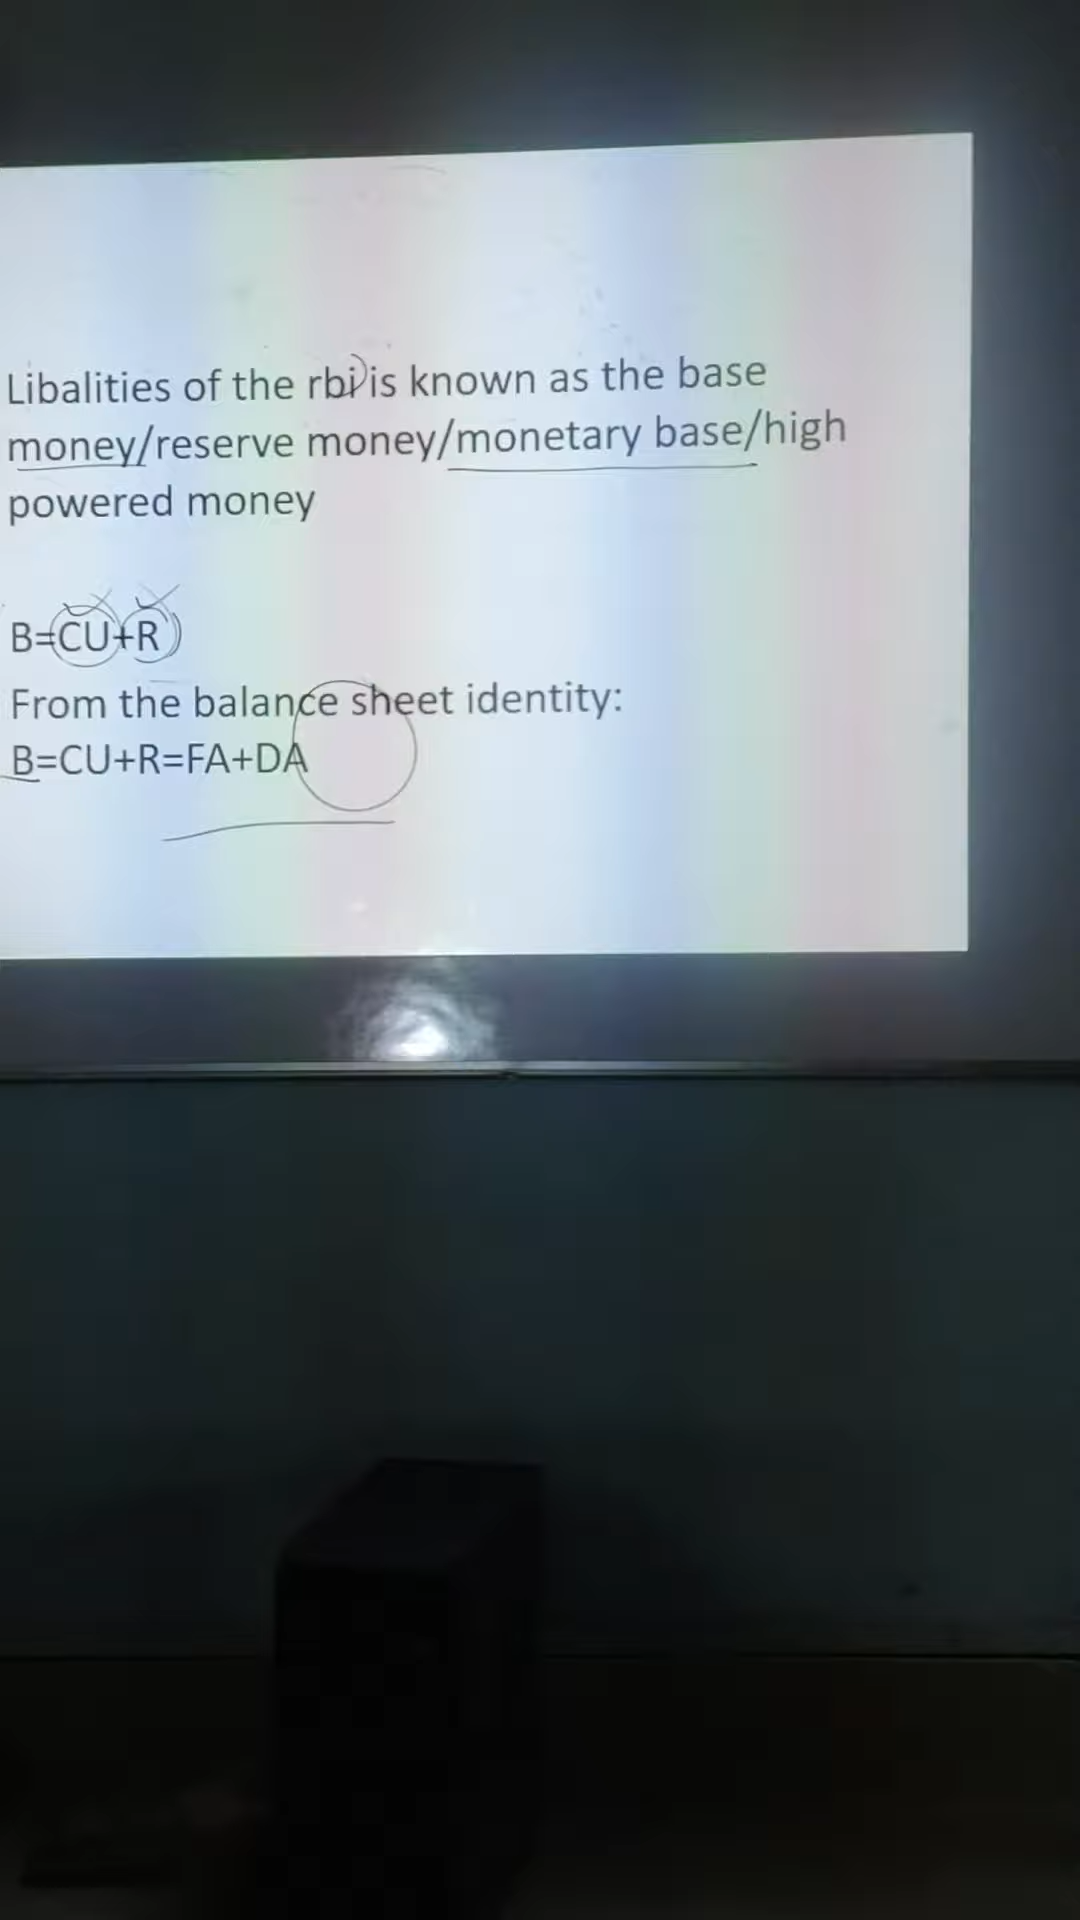 Libalities of the rbi is known as the base
money/reserve money/monetary base/high
powered money
B=CU+R
From the balance sheet identity:
B=CU+R=FA+DA